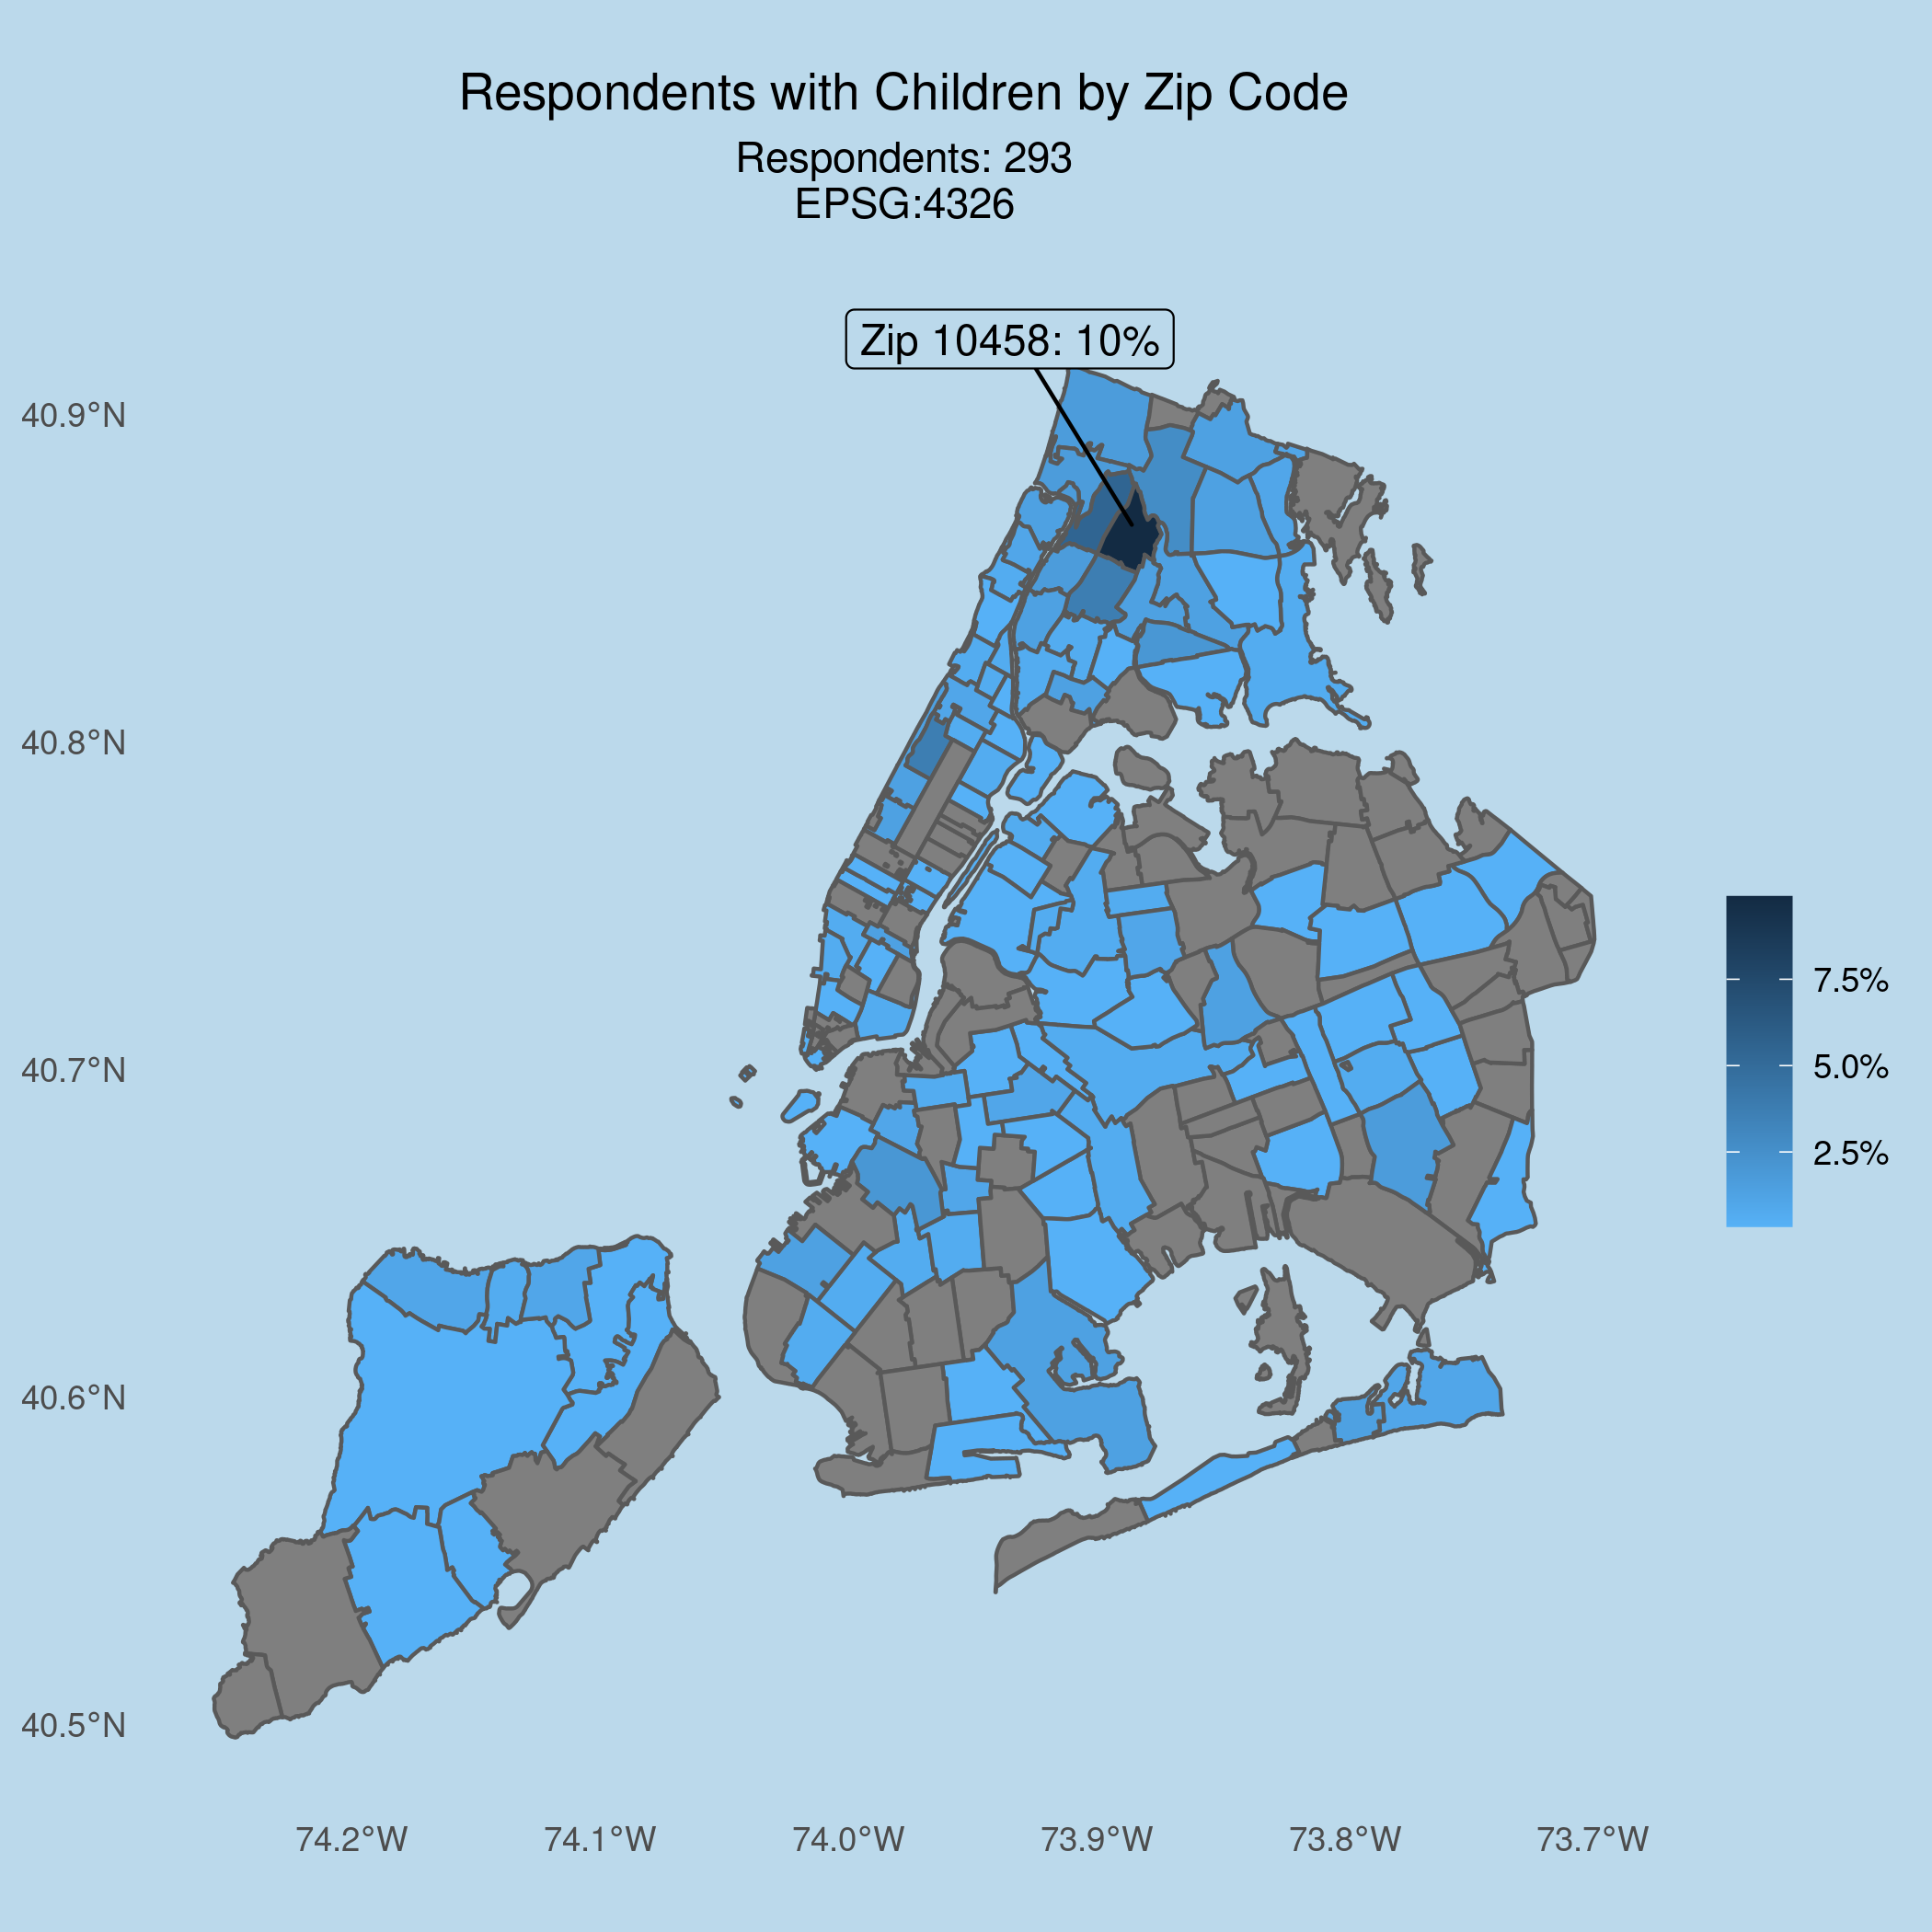 Respondents with Children by Zip Code
Respondents: 293
EPSG:4326
Zip 10458: 10%
40.9°N
40.8°N
40.7°N
40.6°N
40.5°N
7.5%
5.0%
2.5%
74.2°W
74.1°W
74.0°W
73.9°W
73.8°W
73.7°W